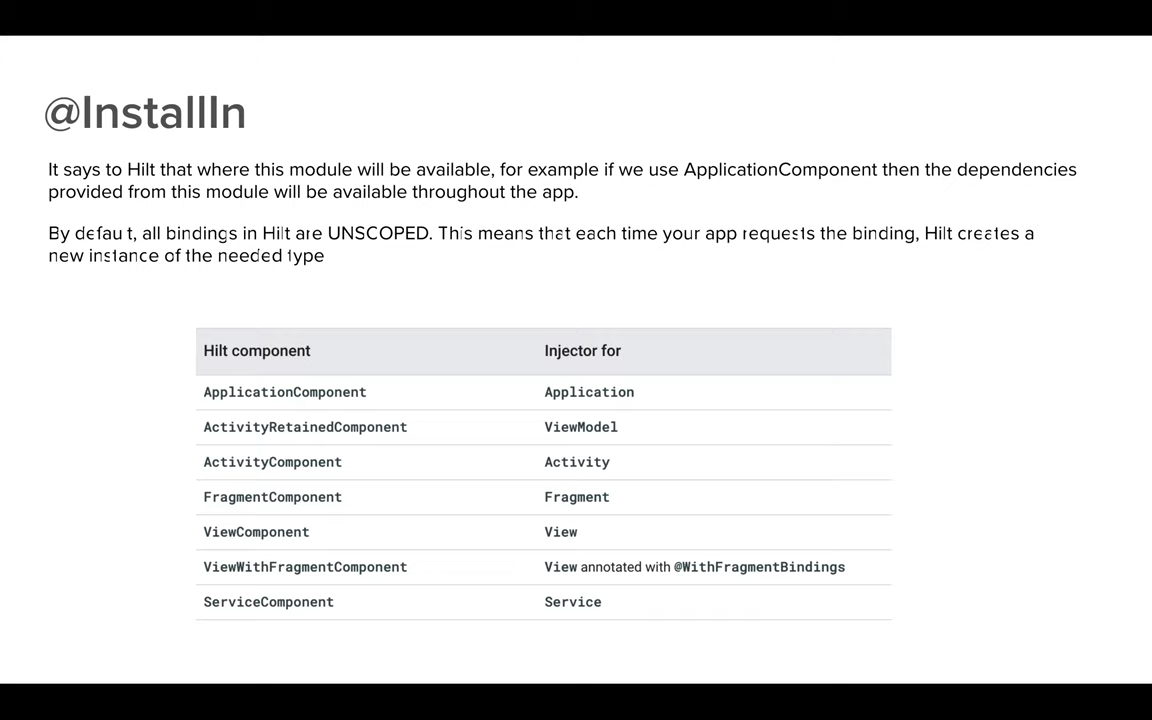 @InstallIn
It says to Hilt that where this module will be available, for example if we use ApplicationComponent then the dependencies
provided from this module will be available throughout the app.
By default, all bindings in Hilt are UNSCOPED. This means that each time your app requests the binding, Hilt creates a
new instance of the needed type
Hilt component Injector for
ApplicationComponent Application
ActivityRetainedComponent ViewModel
ActivityComponent Activity
FragmentComponent Fragment
ViewComponent View
ViewWithFragmentComponent View annotated with @WithFragmentBindings
ServiceComponent Service